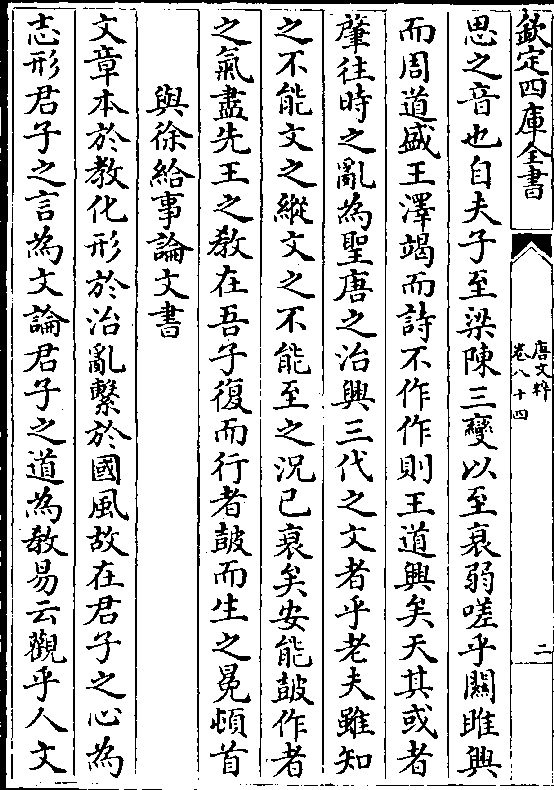 欽定四庫全書
唐文粹
卷八十四
二
思之音也自夫子至梁陳三變以至衰弱嗟乎關雎興
而周道盛王澤竭而詩不作作則王道興矣天其或者
肇往時之亂為聖唐之治興三代之文者乎老夫雖知
之不能文之縱文之不能至之況已衰矣安能鼓作者
之氣盡先王之教在吾子復而行者鼓而生之冕頓首
與徐給事論文書
文章本於教化形於治亂繫於國風故在君子之心為
志形君子之言為文論君子之道為教易云觀乎人文